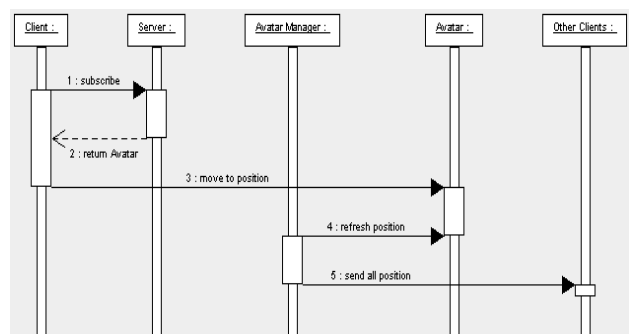 Client : Server : Avatar Manager : Avatar : Other Clients :
1 : subscribe
2 : return Avatar
3 : move to position
4 : refresh position
5 : send all position